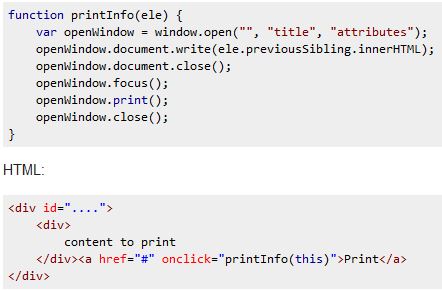 function printInfo(ele) {
    var openWindow = window.open("", "title", "attributes");
    openWindow.document.write(ele.previousSibling.innerHTML);
    openWindow.document.close();
    openWindow.focus();
    openWindow.print();
    openWindow.close();
}
HTML:
<div id="....">
    <div>
        content to print
    </div><a href="#" onclick="printInfo(this)">Print</a>
</div>